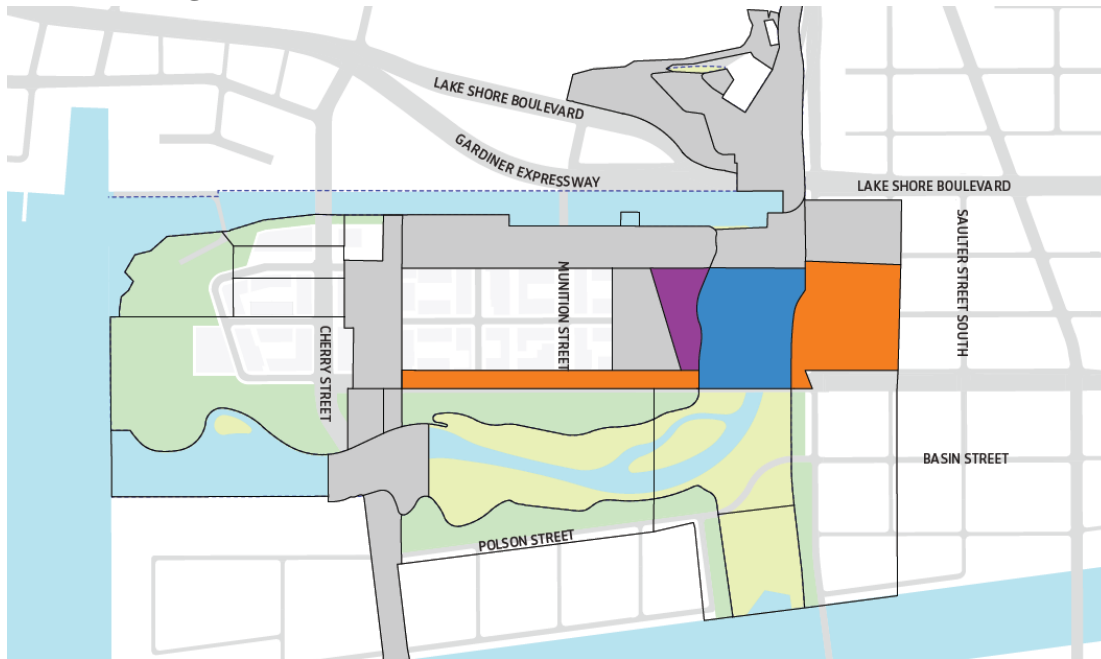 LAKE SHORE BOULEVARD
GARDINER EXPRESSWAY
LAKE SHORE BOULEVARD
SAULTER STREET SOUTH
MUNITION STREET
CHERRY STREET
BASIN STREET
POLSON STREET